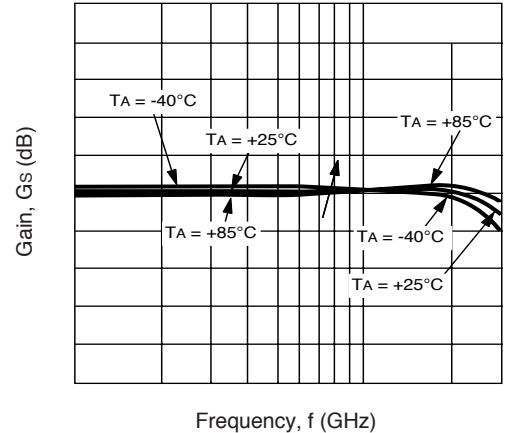 TA = -40°C
TA = +25°C
TA = +85°C
TA = +85°C
TA = -40°C
TA = +25°C
Gain, GS (dB)
Frequency, f (GHz)